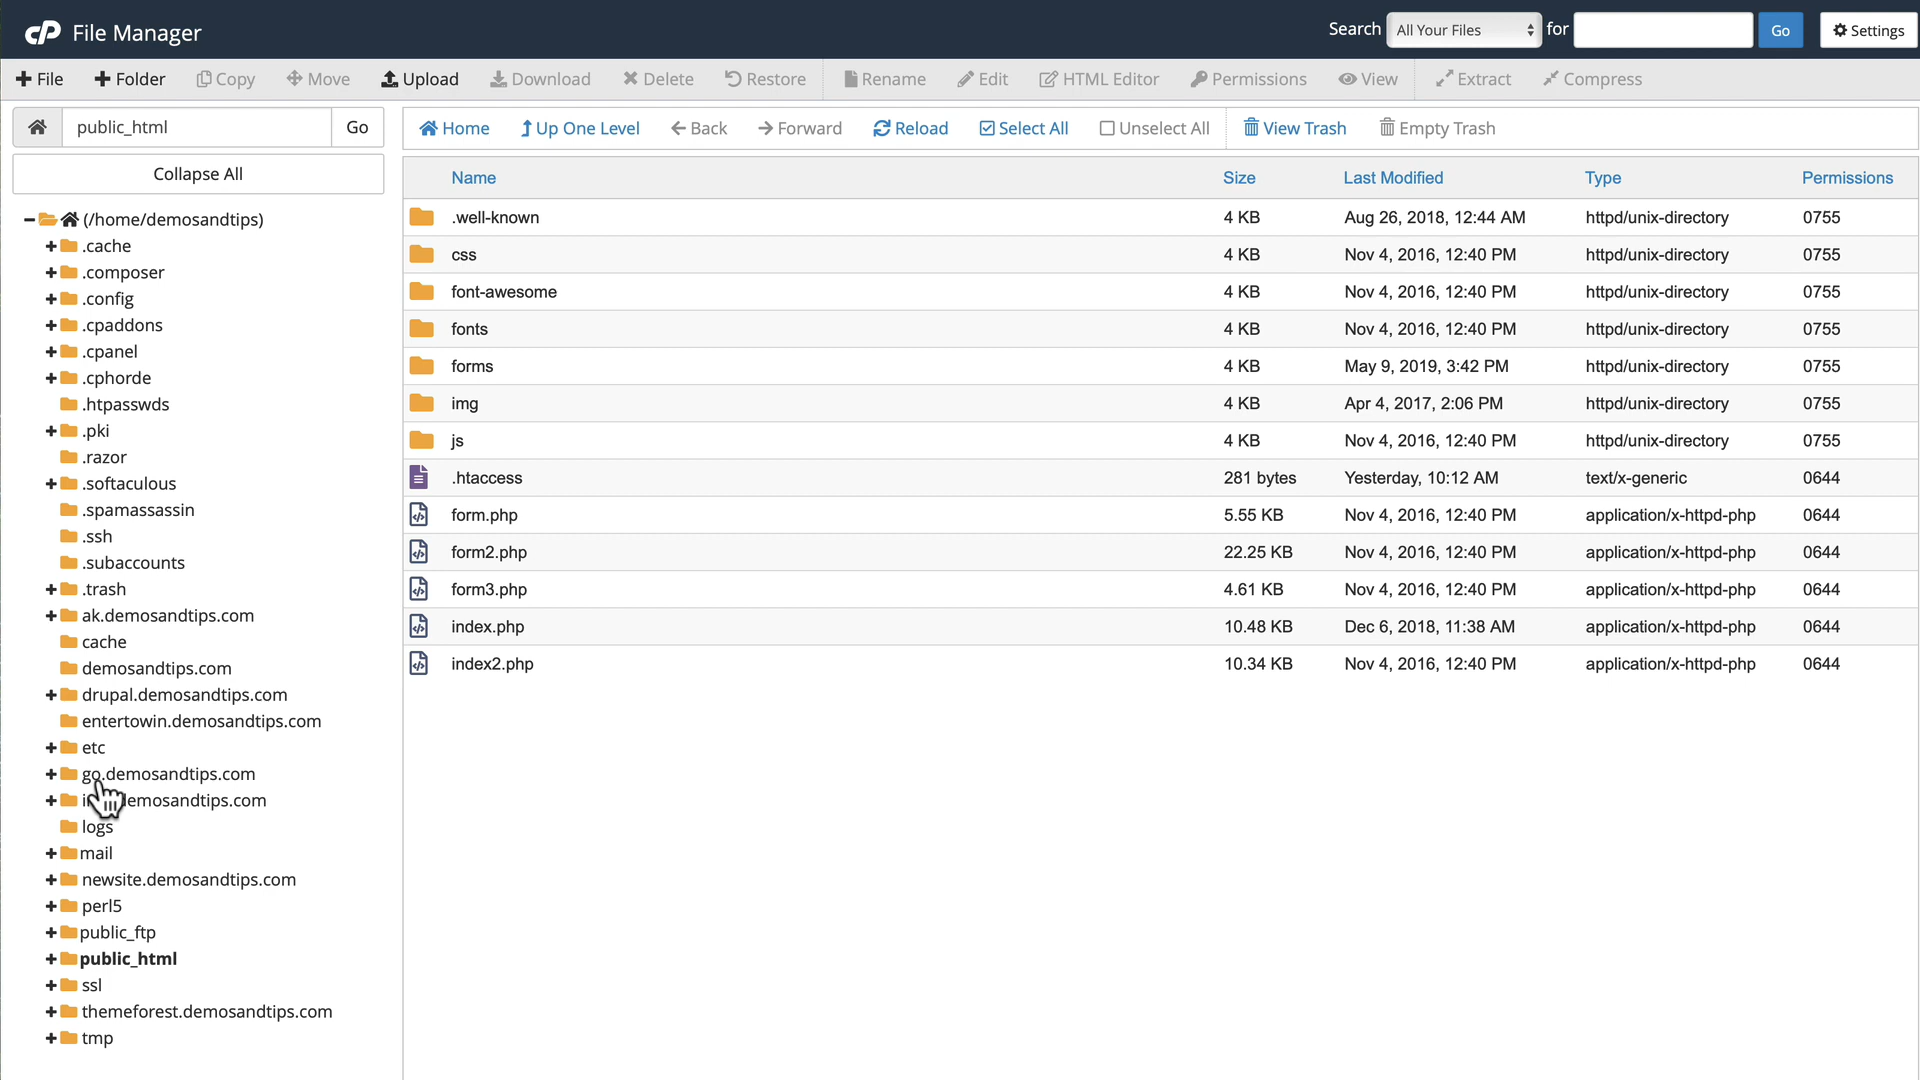 cP File Manager Search All Your Files for Go Settings
File Folder Copy Move Upload Download Delete Restore Rename Edit HTML Editor Permissions View Extract Compress
public_html Go
Home Up One Level Back Forward Reload Select All Unselect All View Trash Empty Trash
Collapse All
(/home/demosandtips)
.cache
.composer
.config
.cpaddons
.cpanel
.cphorde
.htpasswds
.pki
.razor
.softaculous
.spamassassin
.ssh
.subaccounts
.trash
ak.demosandtips.com
cache
demosandtips.com
drupal.demosandtips.com
entertowin.demosandtips.com
etc
go.demosandtips.com
demosandtips.com
logs
mail
newsite.demosandtips.com
perl5
public_ftp
public_html
ssl
themeforest.demosandtips.com
tmp
Name Size Last Modified Type Permissions
.well-known 4 KB Aug 26, 2018, 12:44 AM httpd/unix-directory 0755
css 4 KB Nov 4, 2016, 12:40 PM httpd/unix-directory 0755
font-awesome 4 KB Nov 4, 2016, 12:40 PM httpd/unix-directory 0755
fonts 4 KB Nov 4, 2016, 12:40 PM httpd/unix-directory 0755
forms 4 KB May 9, 2019, 3:42 PM httpd/unix-directory 0755
img 4 KB Apr 4, 2017, 2:06 PM httpd/unix-directory 0755
js 4 KB Nov 4, 2016, 12:40 PM httpd/unix-directory 0755
.htaccess 281 bytes Yesterday, 10:12 AM text/x-generic 0644
form.php 5.55 KB Nov 4, 2016, 12:40 PM application/x-httpd-php 0644
form2.php 22.25 KB Nov 4, 2016, 12:40 PM application/x-httpd-php 0644
form3.php 4.61 KB Nov 4, 2016, 12:40 PM application/x-httpd-php 0644
index.php 10.48 KB Dec 6, 2018, 11:38 AM application/x-httpd-php 0644
index2.php 10.34 KB Nov 4, 2016, 12:40 PM application/x-httpd-php 0644